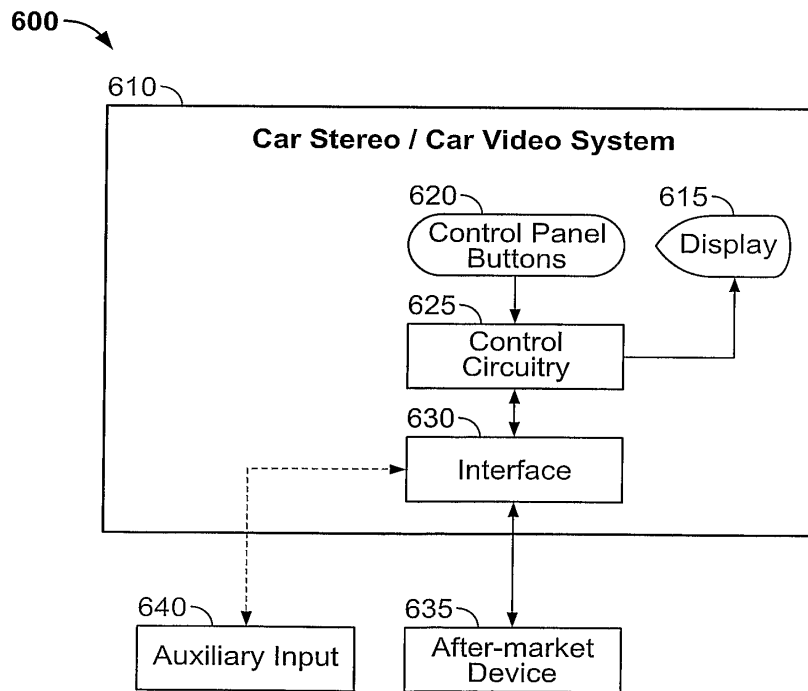 600
610
Car Stereo / Car Video System
620
615
Control Panel
Buttons
Display
625
Control
Circuitry
630
Interface
640
635
Auxiliary Input
After-market
Device